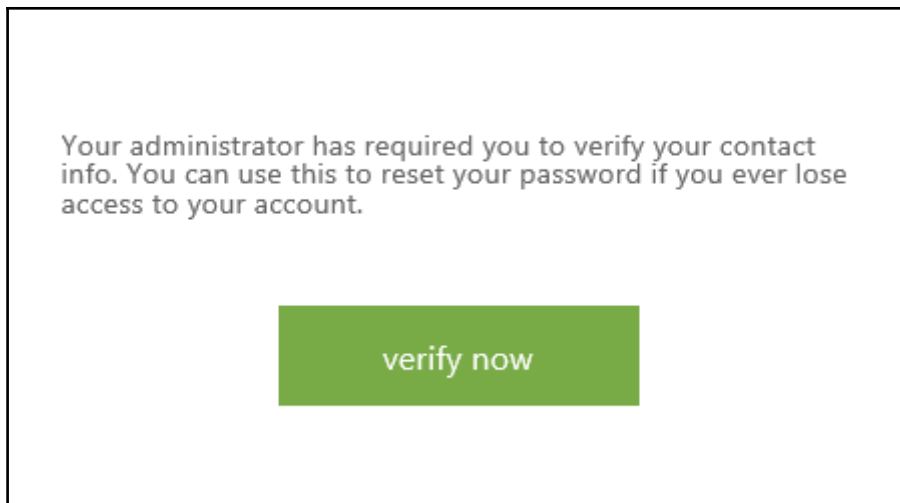 Your administrator has required you to verify your contact
info. You can use this to reset your password if you ever lose
access to your account.
verify now